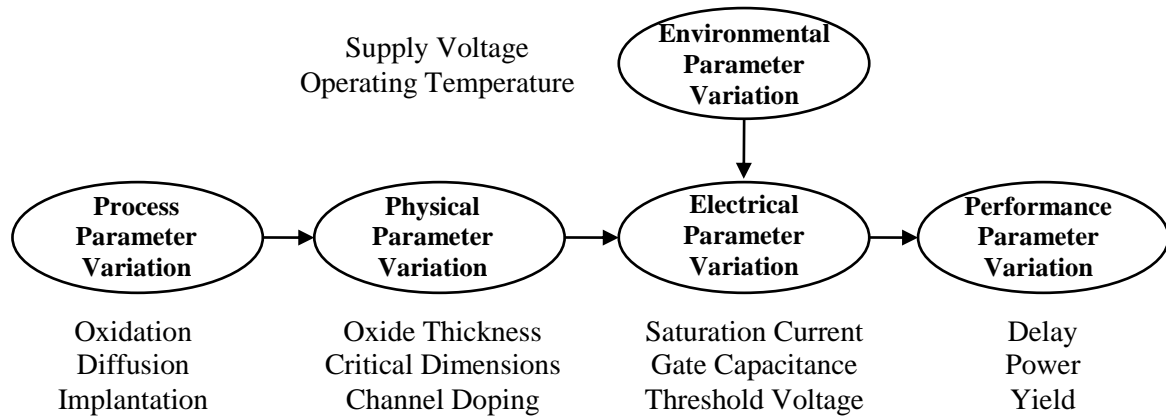 Supply Voltage
Operating Temperature
Environmental
Parameter
Variation
Process
Parameter
Variation
Physical
Parameter
Variation
Electrical
Parameter
Variation
Performance
Parameter
Variation
Oxidation
Diffusion
Implantation
Oxide Thickness
Critical Dimensions
Channel Doping
Saturation Current
Gate Capacitance
Threshold Voltage
Delay
Power
Yield